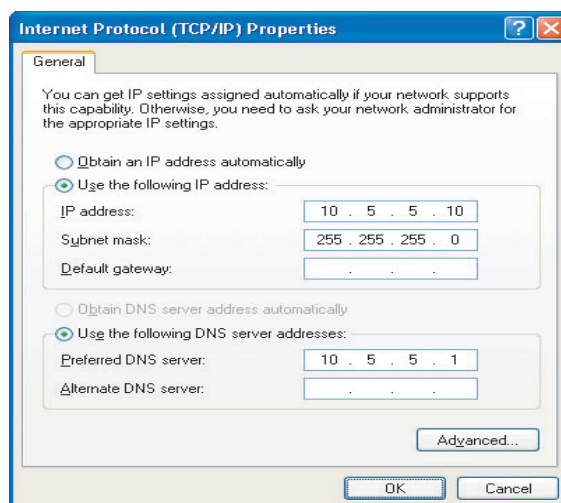 Internet Protocol (TCP/IP) Properties
General
You can get IP settings assigned automatically if your network supports
this capability. Otherwise, you need to ask your network administrator for
the appropriate IP settings.
Obtain an IP address automatically
Use the following IP address:
IP address: 10 . 5 . 5 . 10
Subnet mask: 255 . 255 . 255 . 0
Default gateway: . . .
Obtain DNS server address automatically
Use the following DNS server addresses:
Preferred DNS server: 10 . 5 . 5 . 1
Alternate DNS server: . . .
Advanced...
OK Cancel